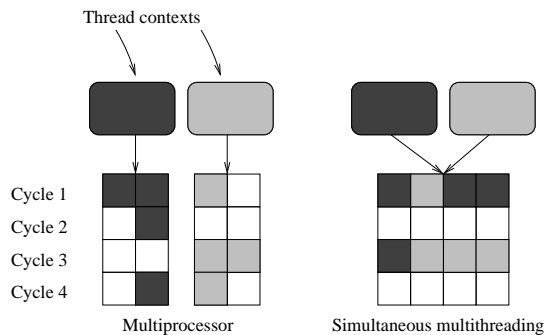 Thread contexts
Cycle 1
Cycle 2
Cycle 3
Cycle 4
Multiprocessor
Simultaneous multithreading